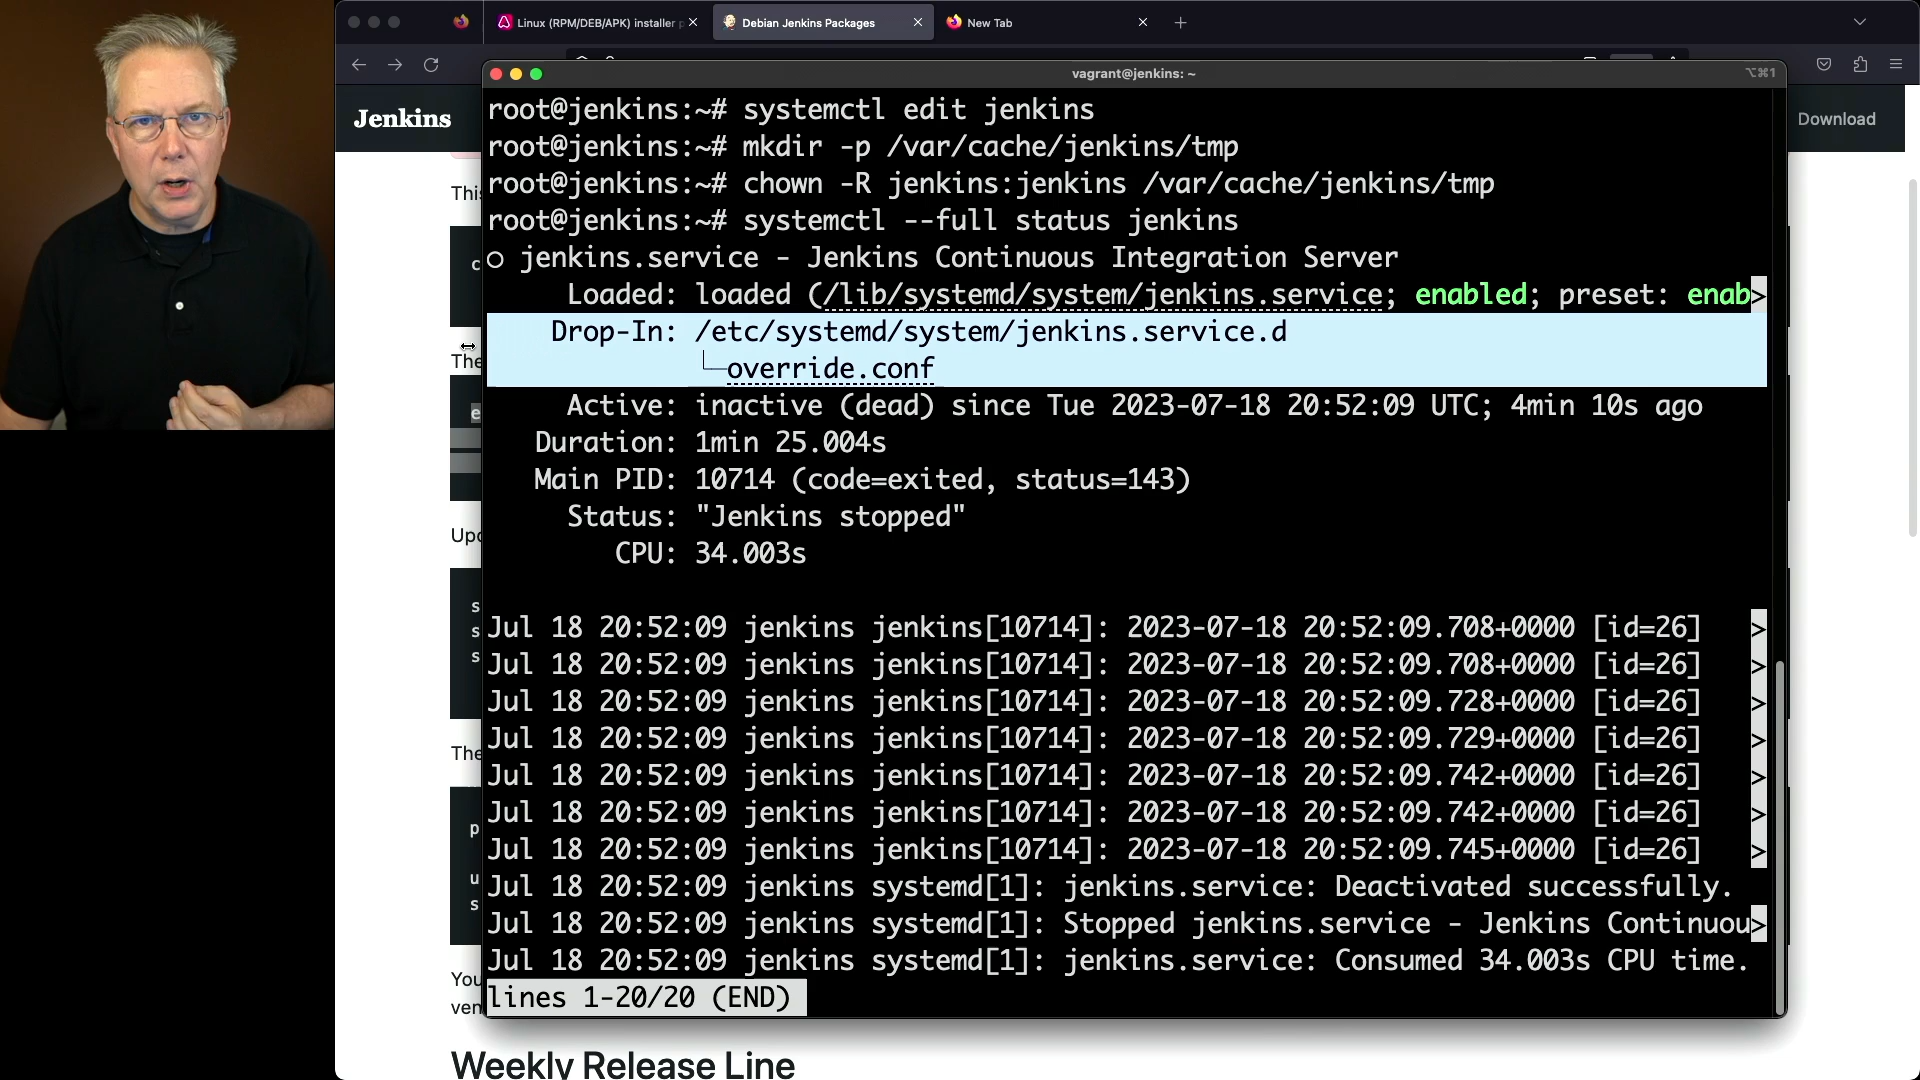 Linux (RPM/DEB/APK) installer p
Debian Jenkins Packages
New Tab
vagrant@jenkins: ~
⌥⌘1
Jenkins
Download
root@jenkins:~# systemctl edit jenkins
root@jenkins:~# mkdir -p /var/cache/jenkins/tmp
root@jenkins:~# chown -R jenkins:jenkins /var/cache/jenkins/tmp
root@jenkins:~# systemctl --full status jenkins
○ jenkins.service - Jenkins Continuous Integration Server
Loaded: loaded (/lib/systemd/system/jenkins.service; enabled; preset: enab>
Drop-In: /etc/systemd/system/jenkins.service.d
└─override.conf
Active: inactive (dead) since Tue 2023-07-18 20:52:09 UTC; 4min 10s ago
Duration: 1min 25.004s
Main PID: 10714 (code=exited, status=143)
Status: "Jenkins stopped"
CPU: 34.003s
Jul 18 20:52:09 jenkins jenkins[10714]: 2023-07-18 20:52:09.708+0000 [id=26] >
Jul 18 20:52:09 jenkins jenkins[10714]: 2023-07-18 20:52:09.708+0000 [id=26] >
Jul 18 20:52:09 jenkins jenkins[10714]: 2023-07-18 20:52:09.728+0000 [id=26] >
Jul 18 20:52:09 jenkins jenkins[10714]: 2023-07-18 20:52:09.729+0000 [id=26] >
Jul 18 20:52:09 jenkins jenkins[10714]: 2023-07-18 20:52:09.742+0000 [id=26] >
Jul 18 20:52:09 jenkins jenkins[10714]: 2023-07-18 20:52:09.742+0000 [id=26] >
Jul 18 20:52:09 jenkins jenkins[10714]: 2023-07-18 20:52:09.745+0000 [id=26] >
Jul 18 20:52:09 jenkins systemd[1]: jenkins.service: Deactivated successfully.
Jul 18 20:52:09 jenkins systemd[1]: Stopped jenkins.service - Jenkins Continuou>
Jul 18 20:52:09 jenkins systemd[1]: jenkins.service: Consumed 34.003s CPU time.
lines 1-20/20 (END)
Weekly Release Line